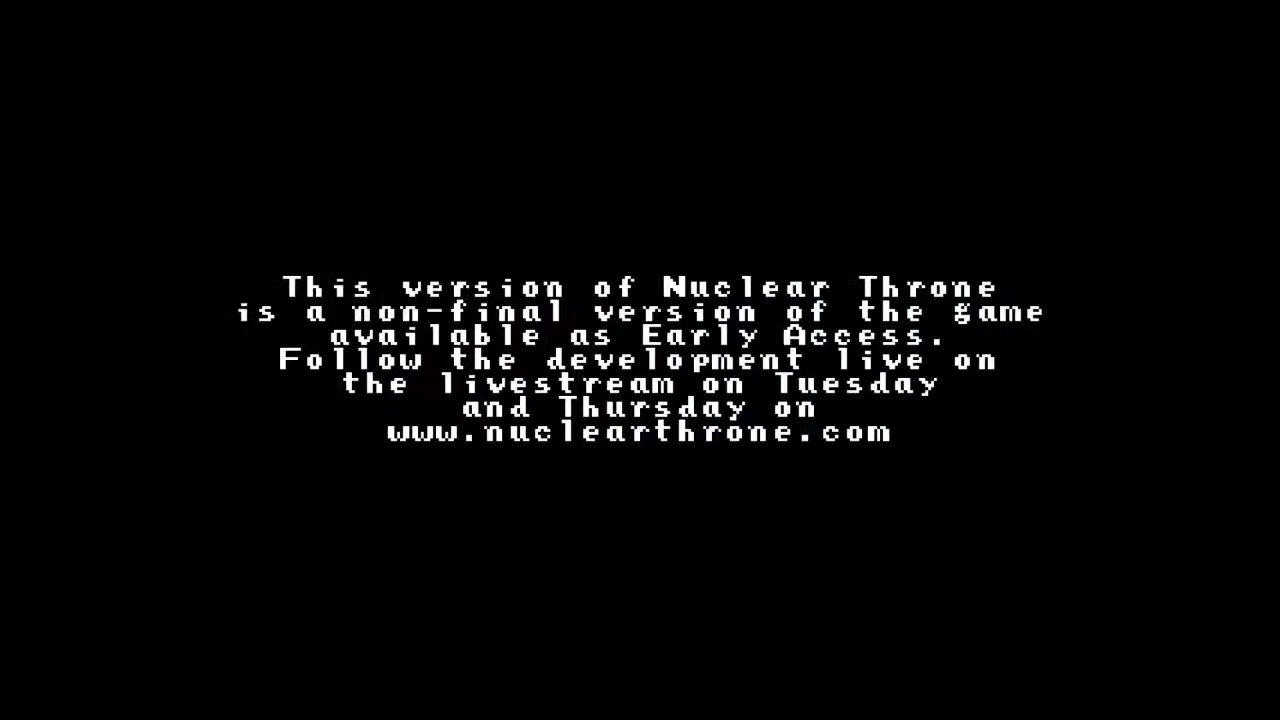 This version of Nuclear Throne
is a non-final version of the game
available as Early Access.
Follow the development live on
the livestream on Tuesday
and Thursday on
www.nuclearthrone.com